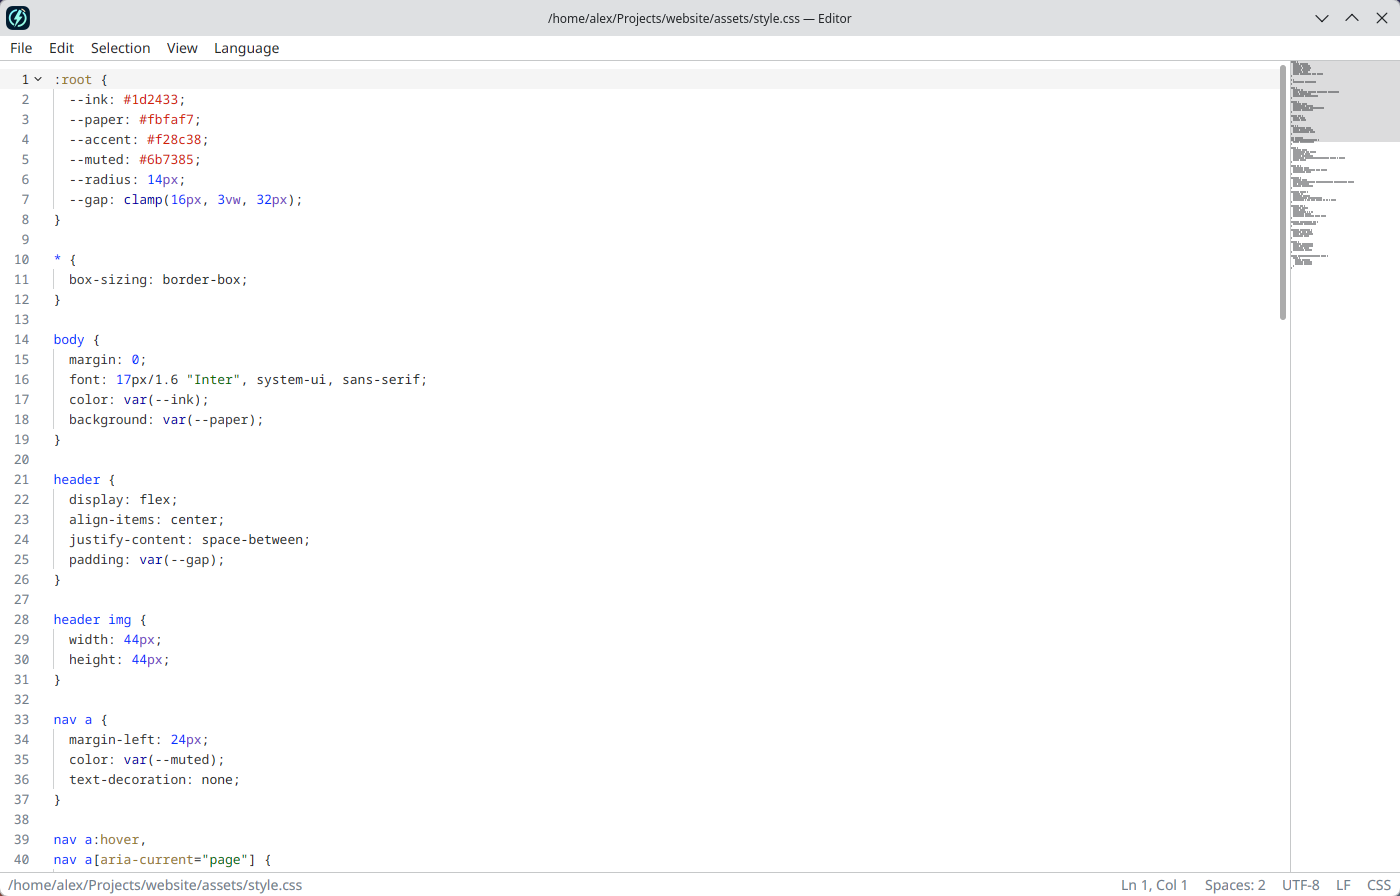 /home/alex/Projects/website/assets/style.css — Editor
File Edit Selection View Language
1 :root {
2   --ink: #1d2433;
3   --paper: #fbfaf7;
4   --accent: #f28c38;
5   --muted: #6b7385;
6   --radius: 14px;
7   --gap: clamp(16px, 3vw, 32px);
8 }
9
10 * {
11   box-sizing: border-box;
12 }
13
14 body {
15   margin: 0;
16   font: 17px/1.6 "Inter", system-ui, sans-serif;
17   color: var(--ink);
18   background: var(--paper);
19 }
20
21 header {
22   display: flex;
23   align-items: center;
24   justify-content: space-between;
25   padding: var(--gap);
26 }
27
28 header img {
29   width: 44px;
30   height: 44px;
31 }
32
33 nav a {
34   margin-left: 24px;
35   color: var(--muted);
36   text-decoration: none;
37 }
38
39 nav a:hover,
40 nav a[aria-current="page"] {
/home/alex/Projects/website/assets/style.css Ln 1, Col 1 Spaces: 2 UTF-8 LF CSS